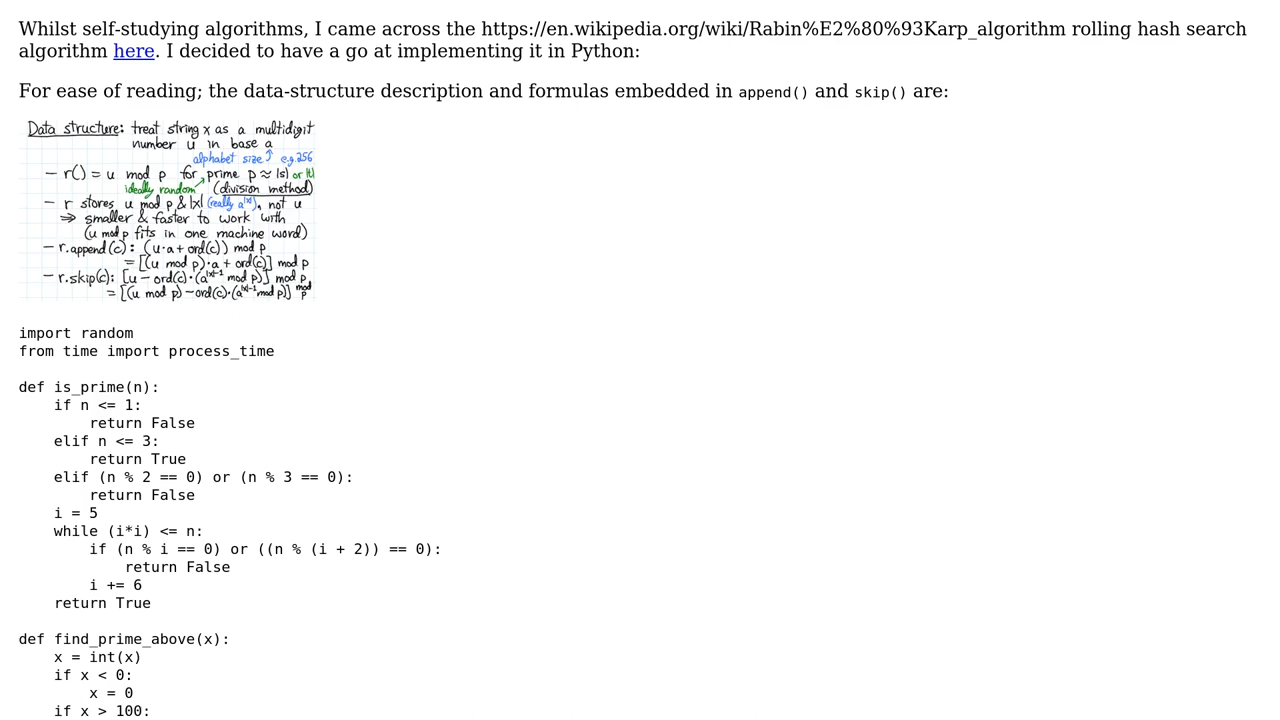 Whilst self-studying algorithms, I came across the https://en.wikipedia.org/wiki/Rabin%E2%80%93Karp_algorithm rolling hash search
algorithm here. I decided to have a go at implementing it in Python:
For ease of reading; the data-structure description and formulas embedded in append() and skip() are:
Data structure: treat string x as a multidigit
number u in base a
alphabet size ↑ e.g. 256
– r() = u mod p for prime p ≈ |s| or |t|
ideally random ↗ (division method)
– r stores u mod p & |x| (really a^|x|), not u
⇒ smaller & faster to work with
(u mod p fits in one machine word)
– r.append(c): (u·a + ord(c)) mod p
= [(u mod p)·a + ord(c)] mod p
– r.skip(c): [u – ord(c)·(a^|x|-1 mod p)] mod p
= [(u mod p) – ord(c)·(a^|x|-1 mod p)] mod p
import random
from time import process_time
def is_prime(n):
    if n <= 1:
        return False
    elif n <= 3:
        return True
    elif (n % 2 == 0) or (n % 3 == 0):
        return False
    i = 5
    while (i*i) <= n:
        if (n % i == 0) or ((n % (i + 2)) == 0):
            return False
        i += 6
    return True
def find_prime_above(x):
    x = int(x)
    if x < 0:
        x = 0
    if x > 100: